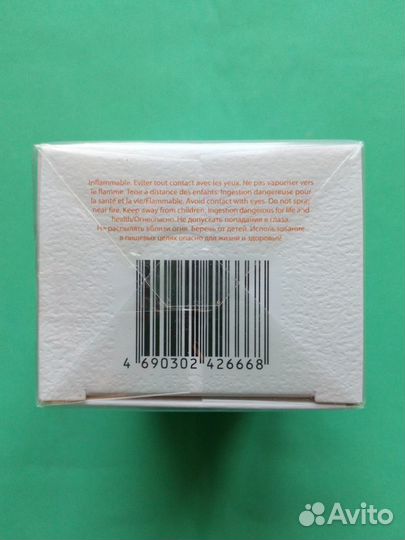 Inflammable. Eviter tout contact avec les yeux. Ne pas vapuriser vers
le flamme. Tenir à distance des enfants. Ingestion dangereuse pour
la santé et la vie/Flammable. Avoid contact with eyes. Do not spray
near fire. Keep away from children. Ingestion dangerous for life and
health/Огнеопасно. Не допускать попадания в глаза.
Не распылять вблизи огня. Беречь от детей. Использование
в пищевых целях опасно для жизни и здоровья!
4 690302 426668
Avito